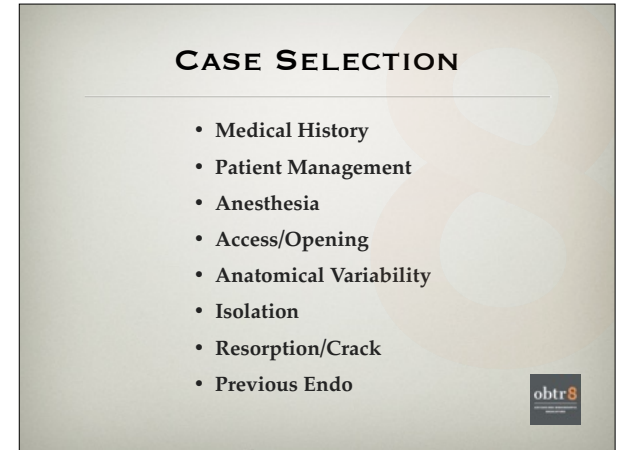 CASE SELECTION
• Medical History
• Patient Management
• Anesthesia
• Access/Opening
• Anatomical Variability
• Isolation
• Resorption/Crack
• Previous Endo
obtr8